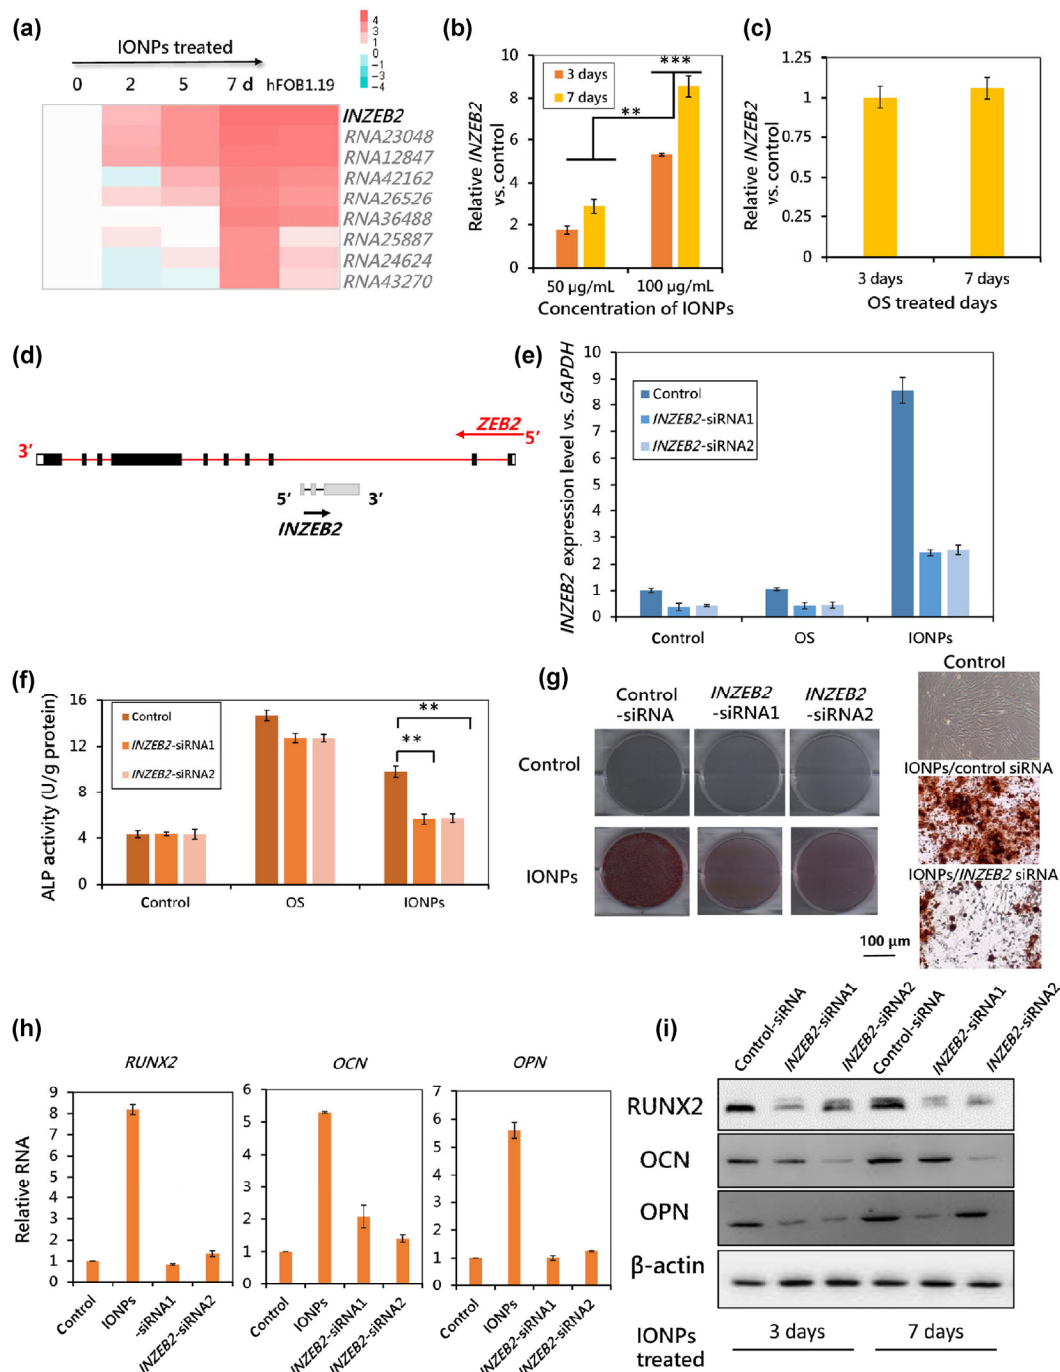 (a)
IONPs treated
0 2 5 7 d hFOB1.19
4
3
1
0
−1
−3
−4
INZEB2
RNA23048
RNA12847
RNA42162
RNA26526
RNA36488
RNA25887
RNA24624
RNA43270
(b)
Relative INZEB2
vs. control
10
8
6
4
2
0
3 days
7 days
**
***
50 µg/mL 100 µg/mL
Concentration of IONPs
(c)
Relative INZEB2
vs. control
1.25
1
0.75
0.5
0.25
0
3 days 7 days
OS treated days
(d)
ZEB2
3′ 5′
5′ 3′
INZEB2
(e)
INZEB2 expression level vs. GAPDH
10
9
8
7
6
5
4
3
2
1
0
Control
INZEB2-siRNA1
INZEB2-siRNA2
Control OS IONPs
(f)
ALP activity (U/g protein)
16
12
8
4
0
Control
INZEB2-siRNA1
INZEB2-siRNA2
**
**
Control OS IONPs
(g)
Control
-siRNA
INZEB2
-siRNA1
INZEB2
-siRNA2
Control
IONPs
Control
IONPs/control siRNA
IONPs/INZEB2 siRNA
100 µm
(h)
Relative RNA
RUNX2
9
8
7
6
5
4
3
2
1
0
Control
IONPs
-siRNA1
INZEB2-siRNA2
OCN
6
5
4
3
2
1
0
Control
IONPs
INZEB2-siRNA1
INZEB2-siRNA2
OPN
7
6
5
4
3
2
1
0
Control
IONPs
INZEB2-siRNA1
INZEB2-siRNA2
(i)
Control-siRNA
INZEB2-siRNA1
INZEB2-siRNA2
Control-siRNA
INZEB2-siRNA1
INZEB2-siRNA2
RUNX2
OCN
OPN
β-actin
IONPs
treated
3 days 7 days